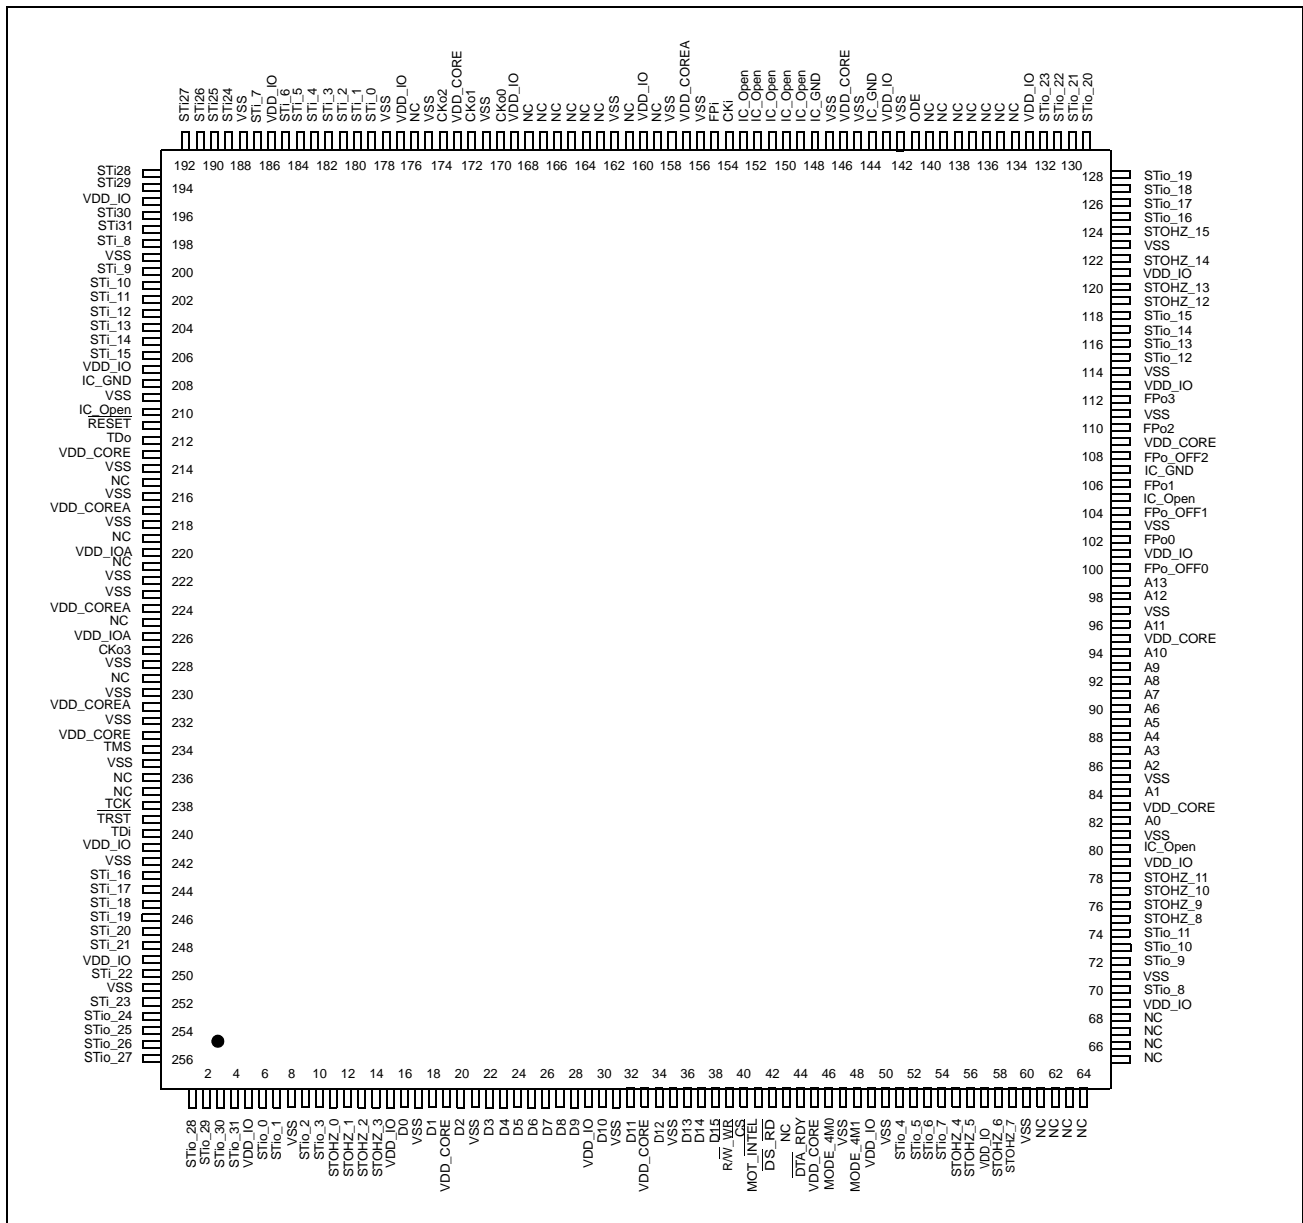 STi27
STi26
STi25
STi24
VSS
STi_7
VDD_IO
STi_6
STi_5
STi_4
STi_3
STi_2
STi_1
STi_0
VSS
VDD_IO
NC
VSS
CKo2
VDD_CORE
CKo1
VSS
CKo0
VDD_IO
NC
NC
NC
NC
NC
NC
VSS
NC
VDD_IO
NC
VSS
VDD_COREA
VSS
FPi
CKi
IC_Open
IC_Open
IC_Open
IC_Open
IC_Open
IC_GND
VSS
VDD_CORE
VSS
IC_GND
VDD_IO
VSS
ODE
NC
NC
NC
NC
NC
NC
NC
VDD_IO
STio_23
STio_22
STio_21
STio_20
192 190 188 186 184 182 180 178 176 174 172 170 168 166 164 162 160 158 156 154 152 150 148 146 144 142 140 138 136 134 132 130
STi28
STi29 194
VDD_IO
STi30 196
STi31
STi_8 198
VSS
STi_9 200
STi_10
STi_11 202
STi_12
STi_13 204
STi_14
STi_15 206
VDD_IO
IC_GND 208
VSS
IC_Open 210
RESET
TDo 212
VDD_CORE
VSS 214
NC
VSS 216
VDD_COREA
VSS 218
NC
VDD_IOA 220
NC
VSS 222
VSS
VDD_COREA 224
NC
VDD_IOA 226
CKo3
VSS 228
NC
VSS 230
VDD_COREA
VSS 232
VDD_CORE
TMS 234
VSS
NC 236
NC
TCK 238
TRST
TDi 240
VDD_IO
VSS 242
STi_16
STi_17 244
STi_18
STi_19 246
STi_20
STi_21 248
VDD_IO
STi_22 250
VSS
STi_23 252
STio_24
STio_25 254
STio_26
STio_27 256
128 STio_19
STio_18
126 STio_17
STio_16
124 STOHZ_15
VSS
122 STOHZ_14
VDD_IO
120 STOHZ_13
STOHZ_12
118 STio_15
STio_14
116 STio_13
STio_12
114 VSS
VDD_IO
112 FPo3
VSS
110 FPo2
VDD_CORE
108 FPo_OFF2
IC_GND
106 FPo1
IC_Open
104 FPo_OFF1
VSS
102 FPo0
VDD_IO
100 FPo_OFF0
A13
98 A12
VSS
96 A11
VDD_CORE
94 A10
A9
92 A8
A7
90 A6
A5
88 A4
A3
86 A2
VSS
84 A1
VDD_CORE
82 A0
VSS
80 IC_Open
VDD_IO
78 STOHZ_11
STOHZ_10
76 STOHZ_9
STOHZ_8
74 STio_11
STio_10
72 STio_9
VSS
70 STio_8
VDD_IO
68 NC
NC
66 NC
NC
2 4 6 8 10 12 14 16 18 20 22 24 26 28 30 32 34 36 38 40 42 44 46 48 50 52 54 56 58 60 62 64
STio_28
STio_29
STio_30
STio_31
VDD_IO
STio_0
STio_1
VSS
STio_2
STio_3
STOHZ_0
STOHZ_1
STOHZ_2
STOHZ_3
VDD_IO
D0
VSS
D1
VDD_CORE
D2
VSS
D3
D4
D5
D6
D7
D8
D9
VDD_IO
D10
VSS
D11
VDD_CORE
D12
VSS
D13
D14
D15
R/W_WR
CS
MOT_INTEL
DS_RD
NC
DTA_RDY
VDD_CORE
MODE_4M0
VSS
MODE_4M1
VDD_IO
VSS
STio_4
STio_5
STio_6
STio_7
STOHZ_4
STOHZ_5
VDD_IO
STOHZ_6
STOHZ_7
VSS
NC
NC
NC
NC